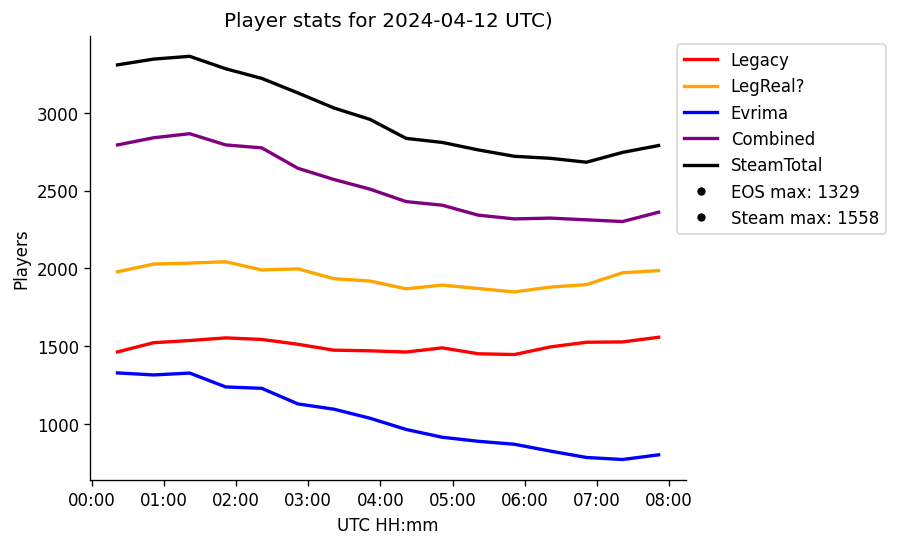 Player stats for 2024-04-12 UTC)
Legacy
LegReal?
Evrima
Combined
SteamTotal
EOS max: 1329
Steam max: 1558
3000
2500
2000
1500
1000
Players
00:00 01:00 02:00 03:00 04:00 05:00 06:00 07:00 08:00
UTC HH:mm